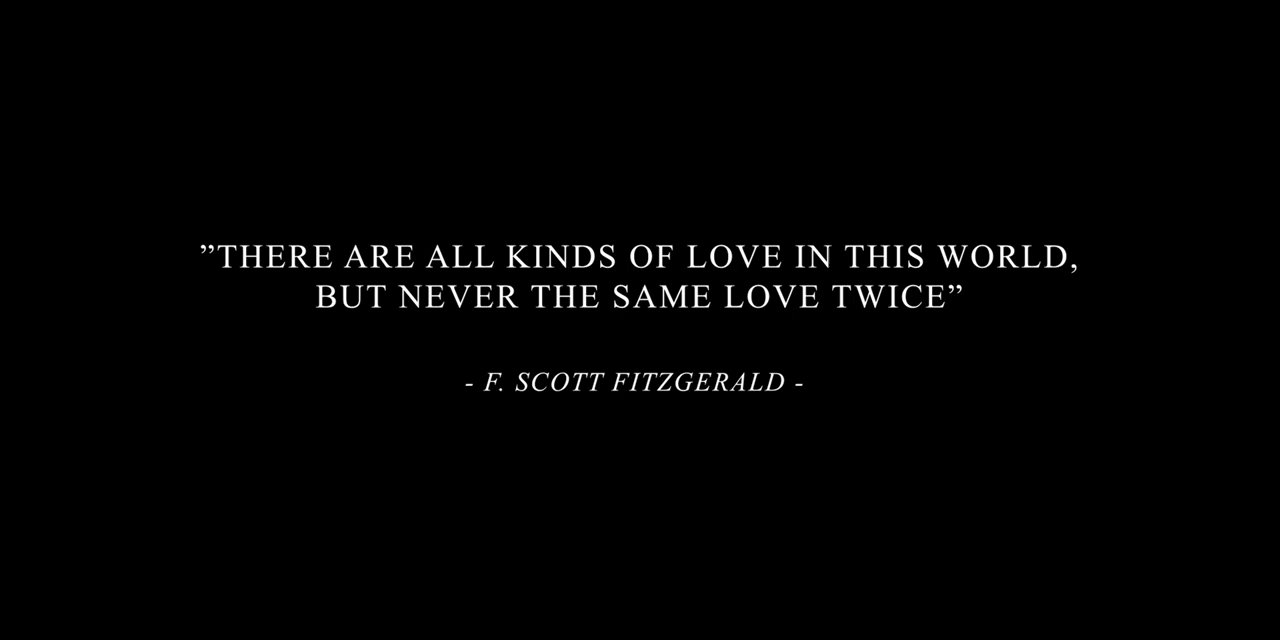 ”THERE ARE ALL KINDS OF LOVE IN THIS WORLD,
BUT NEVER THE SAME LOVE TWICE”
- F. SCOTT FITZGERALD -